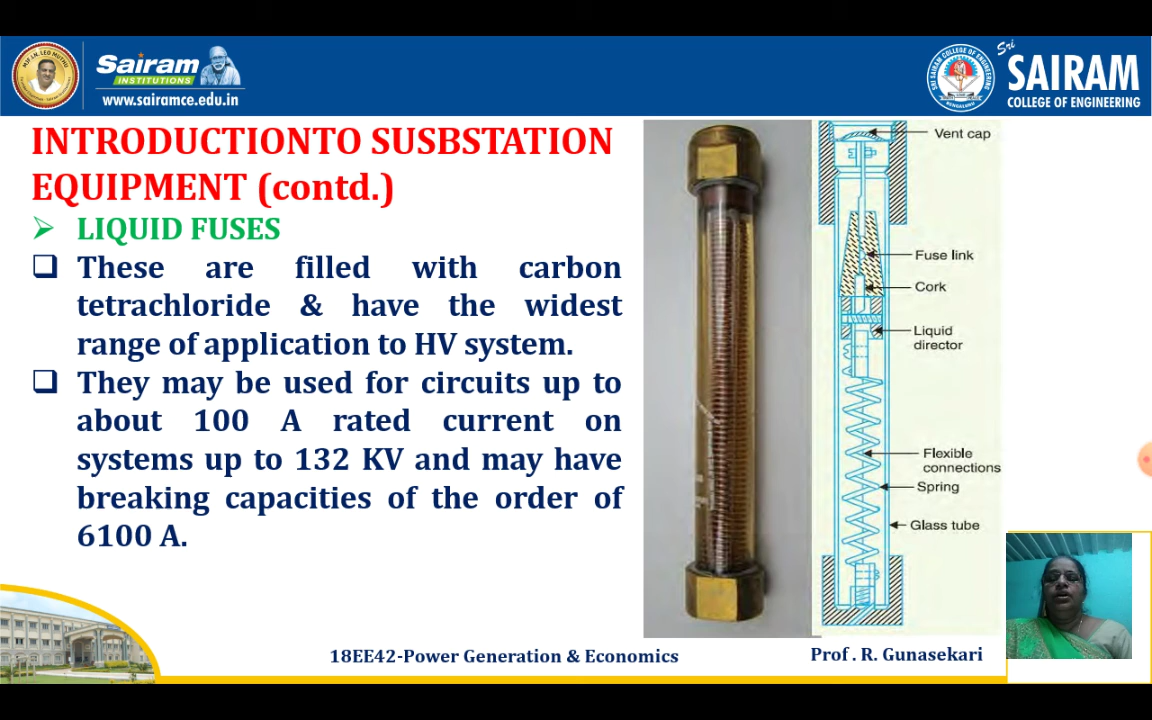 Sairam
INSTITUTIONS
www.sairamce.edu.in
Sri
SAIRAM
COLLEGE OF ENGINEERING
INTRODUCTIONTO SUSBSTATION
EQUIPMENT (contd.)
LIQUID FUSES
These are filled with carbon
tetrachloride & have the widest
range of application to HV system.
They may be used for circuits up to
about 100 A rated current on
systems up to 132 KV and may have
breaking capacities of the order of
6100 A.
Vent cap
Fuse link
Cork
Liquid
director
Flexible
connections
Spring
Glass tube
18EE42-Power Generation & Economics
Prof . R. Gunasekari